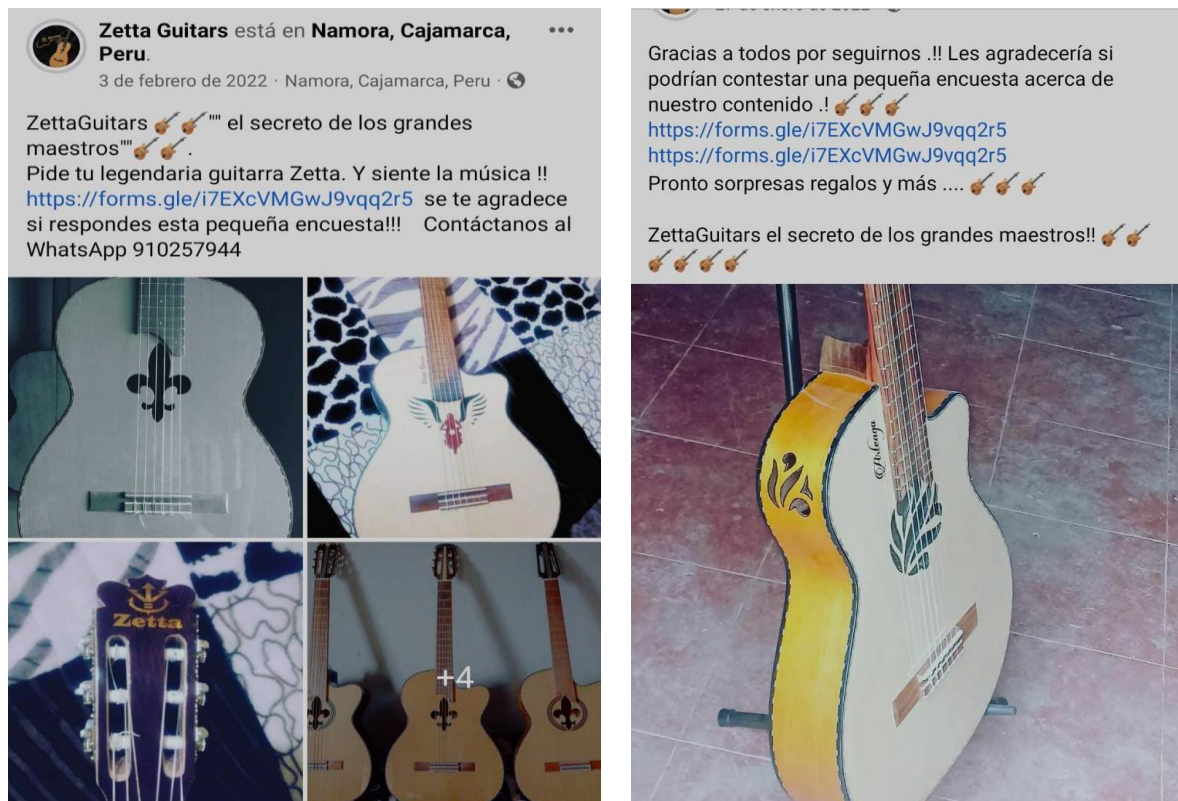 Zetta Guitars está en Namora, Cajamarca,
Peru.
3 de febrero de 2022 · Namora, Cajamarca, Peru ·
ZettaGuitars 🎸🎸"" el secreto de los grandes
maestros""🎸🎸.
Pide tu legendaria guitarra Zetta. Y siente la música !!
https://forms.gle/i7EXcVMGwJ9vqq2r5 se te agradece
si respondes esta pequeña encuesta!!! Contáctanos al
WhatsApp 910257944
Zetta
+4
Gracias a todos por seguirnos .!! Les agradecería si
podrían contestar una pequeña encuesta acerca de
nuestro contenido .! 🎸🎸🎸
https://forms.gle/i7EXcVMGwJ9vqq2r5
https://forms.gle/i7EXcVMGwJ9vqq2r5
Pronto sorpresas regalos y más .... 🎸🎸🎸
ZettaGuitars el secreto de los grandes maestros!! 🎸🎸
🎸🎸🎸🎸